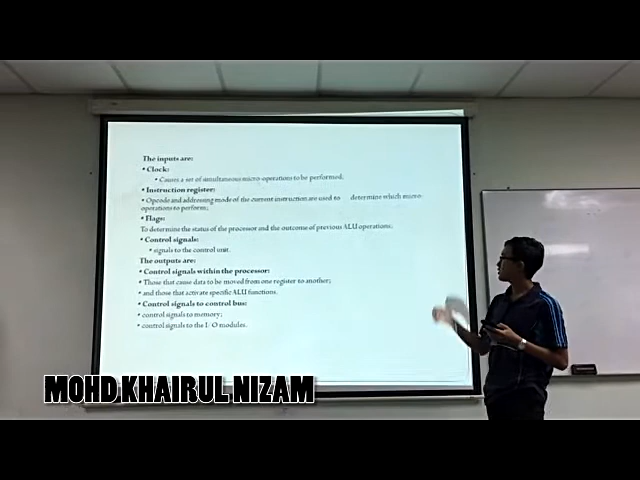 The inputs are:
• Clock:
• Causes a set of simultaneous micro-operations to be performed.
• Instruction register:
• Opcode and addressing mode of the current instruction are used to determine which micro-
operations to perform;
• Flags:
To determine the status of the processor and the outcome of previous ALU operations;
• Control signals:
• signals to the control unit.
The outputs are:
• Control signals within the processor:
• Those that cause data to be moved from one register to another;
• and those that activate specific ALU functions.
• Control signals to control bus:
• control signals to memory;
• control signals to the I-O modules.
MOHD KHAIRUL NIZAM